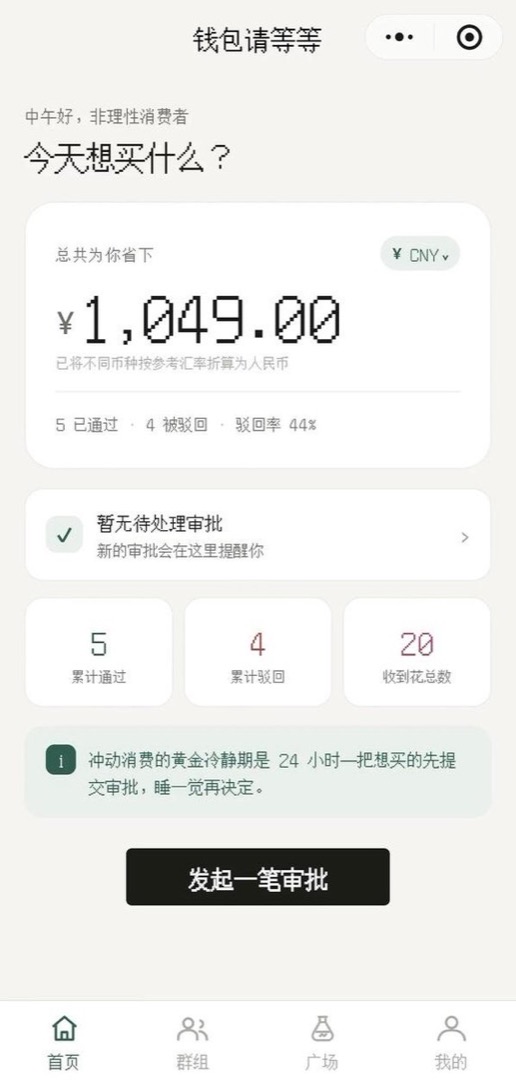 钱包请等等
中午好，非理性消费者
今天想买什么？
总共为你省下
¥ CNY
¥1,049.00
已将不同币种按参考汇率折算为人民币
5 已通过 · 4 被驳回 · 驳回率 44%
暂无待处理审批
新的审批会在这里提醒你
5
累计通过
4
累计驳回
20
收到花总数
i
冲动消费的黄金冷静期是 24 小时—把想买的先提
交审批，睡一觉再决定。
发起一笔审批
首页
群组
广场
我的